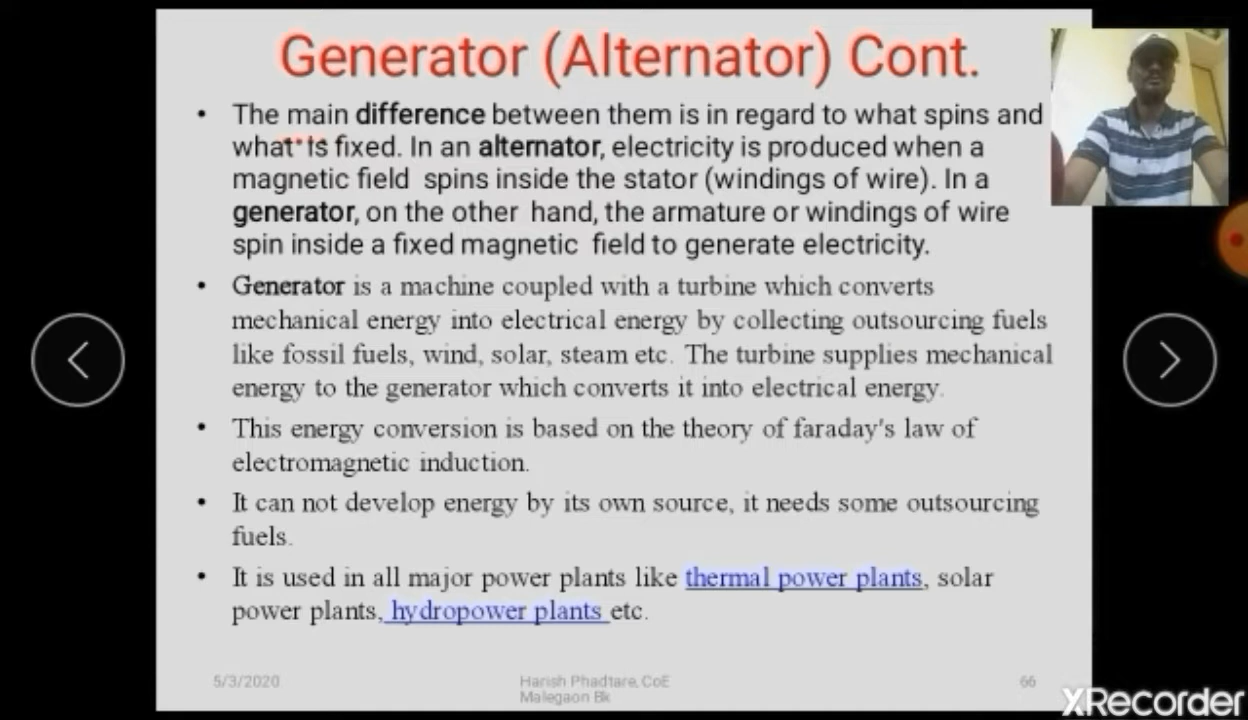 Generator (Alternator) Cont.
• The main difference between them is in regard to what spins and
what is fixed. In an alternator, electricity is produced when a
magnetic field spins inside the stator (windings of wire). In a
generator, on the other hand, the armature or windings of wire
spin inside a fixed magnetic field to generate electricity.
• Generator is a machine coupled with a turbine which converts
mechanical energy into electrical energy by collecting outsourcing fuels
like fossil fuels, wind, solar, steam etc. The turbine supplies mechanical
energy to the generator which converts it into electrical energy.
• This energy conversion is based on the theory of faraday's law of
electromagnetic induction.
• It can not develop energy by its own source, it needs some outsourcing
fuels.
• It is used in all major power plants like thermal power plants, solar
power plants, hydropower plants etc.
5/3/2020
Harish Phadtare, CoE
Malegaon Bk
66
XRecorder